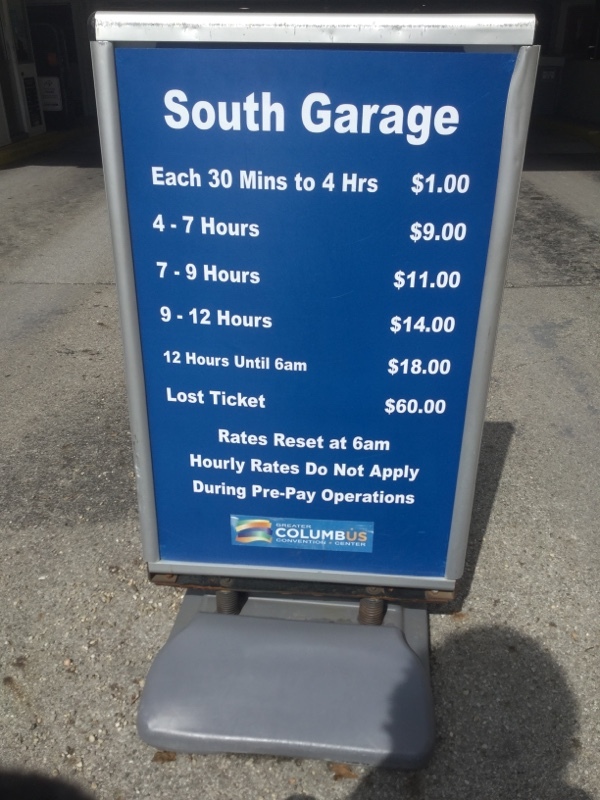 South Garage
Each 30 Mins to 4 Hrs $1.00
4 - 7 Hours $9.00
7 - 9 Hours $11.00
9 - 12 Hours $14.00
12 Hours Until 6am $18.00
Lost Ticket $60.00
Rates Reset at 6am
Hourly Rates Do Not Apply
During Pre-Pay Operations
GREATER
COLUMBUS
CONVENTION + CENTER